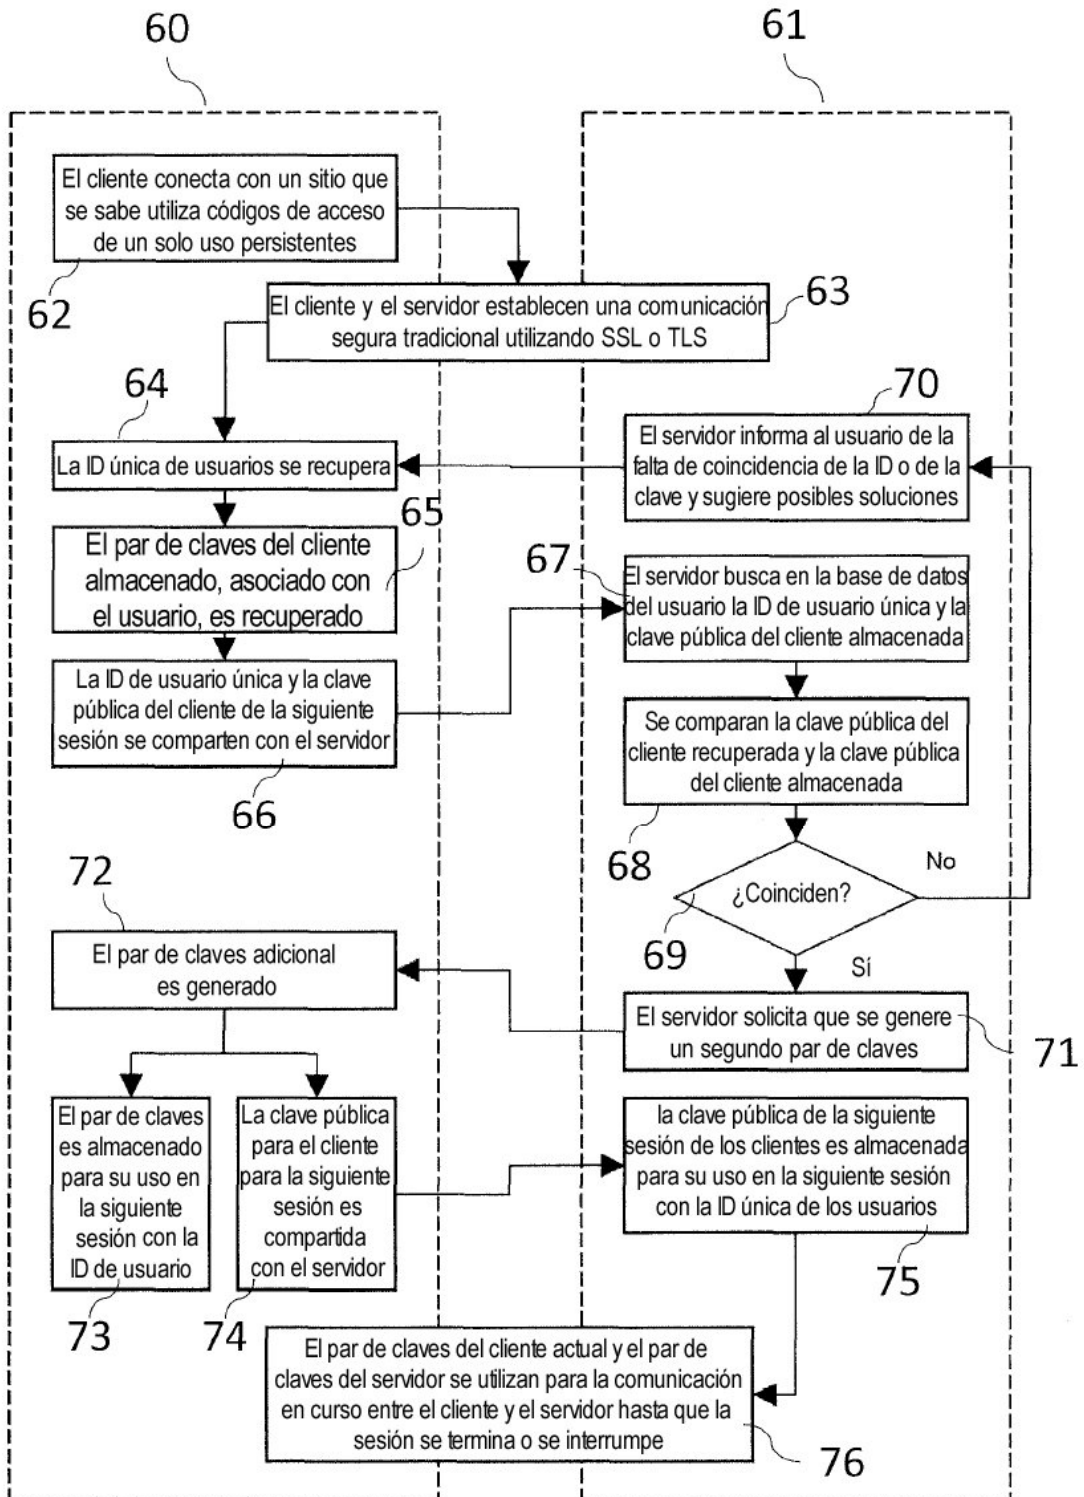 60
61
El cliente conecta con un sitio que
se sabe utiliza códigos de acceso
de un solo uso persistentes
62
El cliente y el servidor establecen una comunicación
segura tradicional utilizando SSL o TLS
63
64
La ID única de usuarios se recupera
70
El servidor informa al usuario de la
falta de coincidencia de la ID o de la
clave y sugiere posibles soluciones
65
El par de claves del cliente
almacenado, asociado con
el usuario, es recuperado
67
El servidor busca en la base de datos
del usuario la ID de usuario única y la
clave pública del cliente almacenada
La ID de usuario única y la clave
pública del cliente de la siguiente
sesión se comparten con el servidor
66
Se comparan la clave pública del
cliente recuperada y la clave pública
del cliente almacenada
68
¿Coinciden?
No
69
Sí
72
El par de claves adicional
es generado
El servidor solicita que se genere
un segundo par de claves
71
El par de claves
es almacenado
para su uso en
la siguiente
sesión con la
ID de usuario
73
La clave pública
para el cliente
para la siguiente
sesión es
compartida
con el servidor
74
la clave pública de la siguiente
sesión de los clientes es almacenada
para su uso en la siguiente sesión
con la ID única de los usuarios
75
El par de claves del cliente actual y el par de
claves del servidor se utilizan para la comunicación
en curso entre el cliente y el servidor hasta que la
sesión se termina o se interrumpe
76